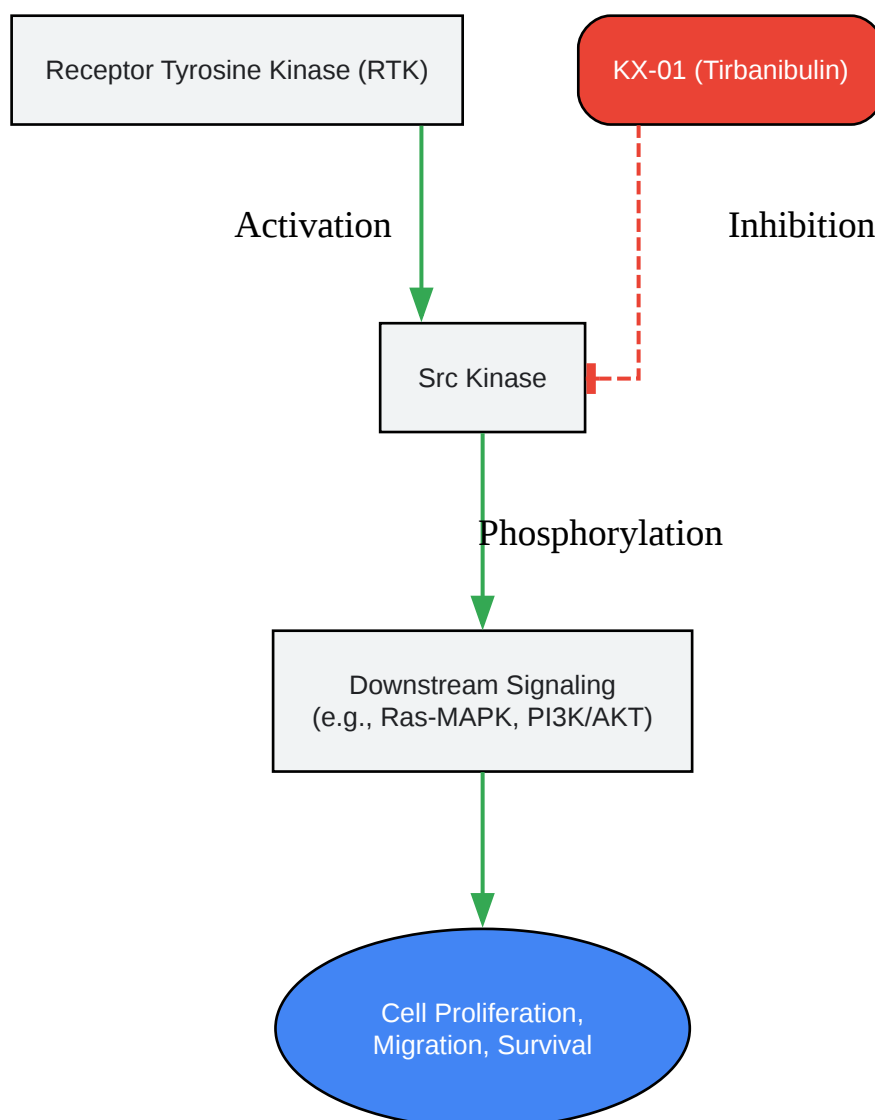 Receptor Tyrosine Kinase (RTK)
KX-01 (Tirbanibulin)
Activation
Inhibition
Src Kinase
Phosphorylation
Downstream Signaling
(e.g., Ras-MAPK, PI3K/AKT)
Cell Proliferation,
Migration, Survival